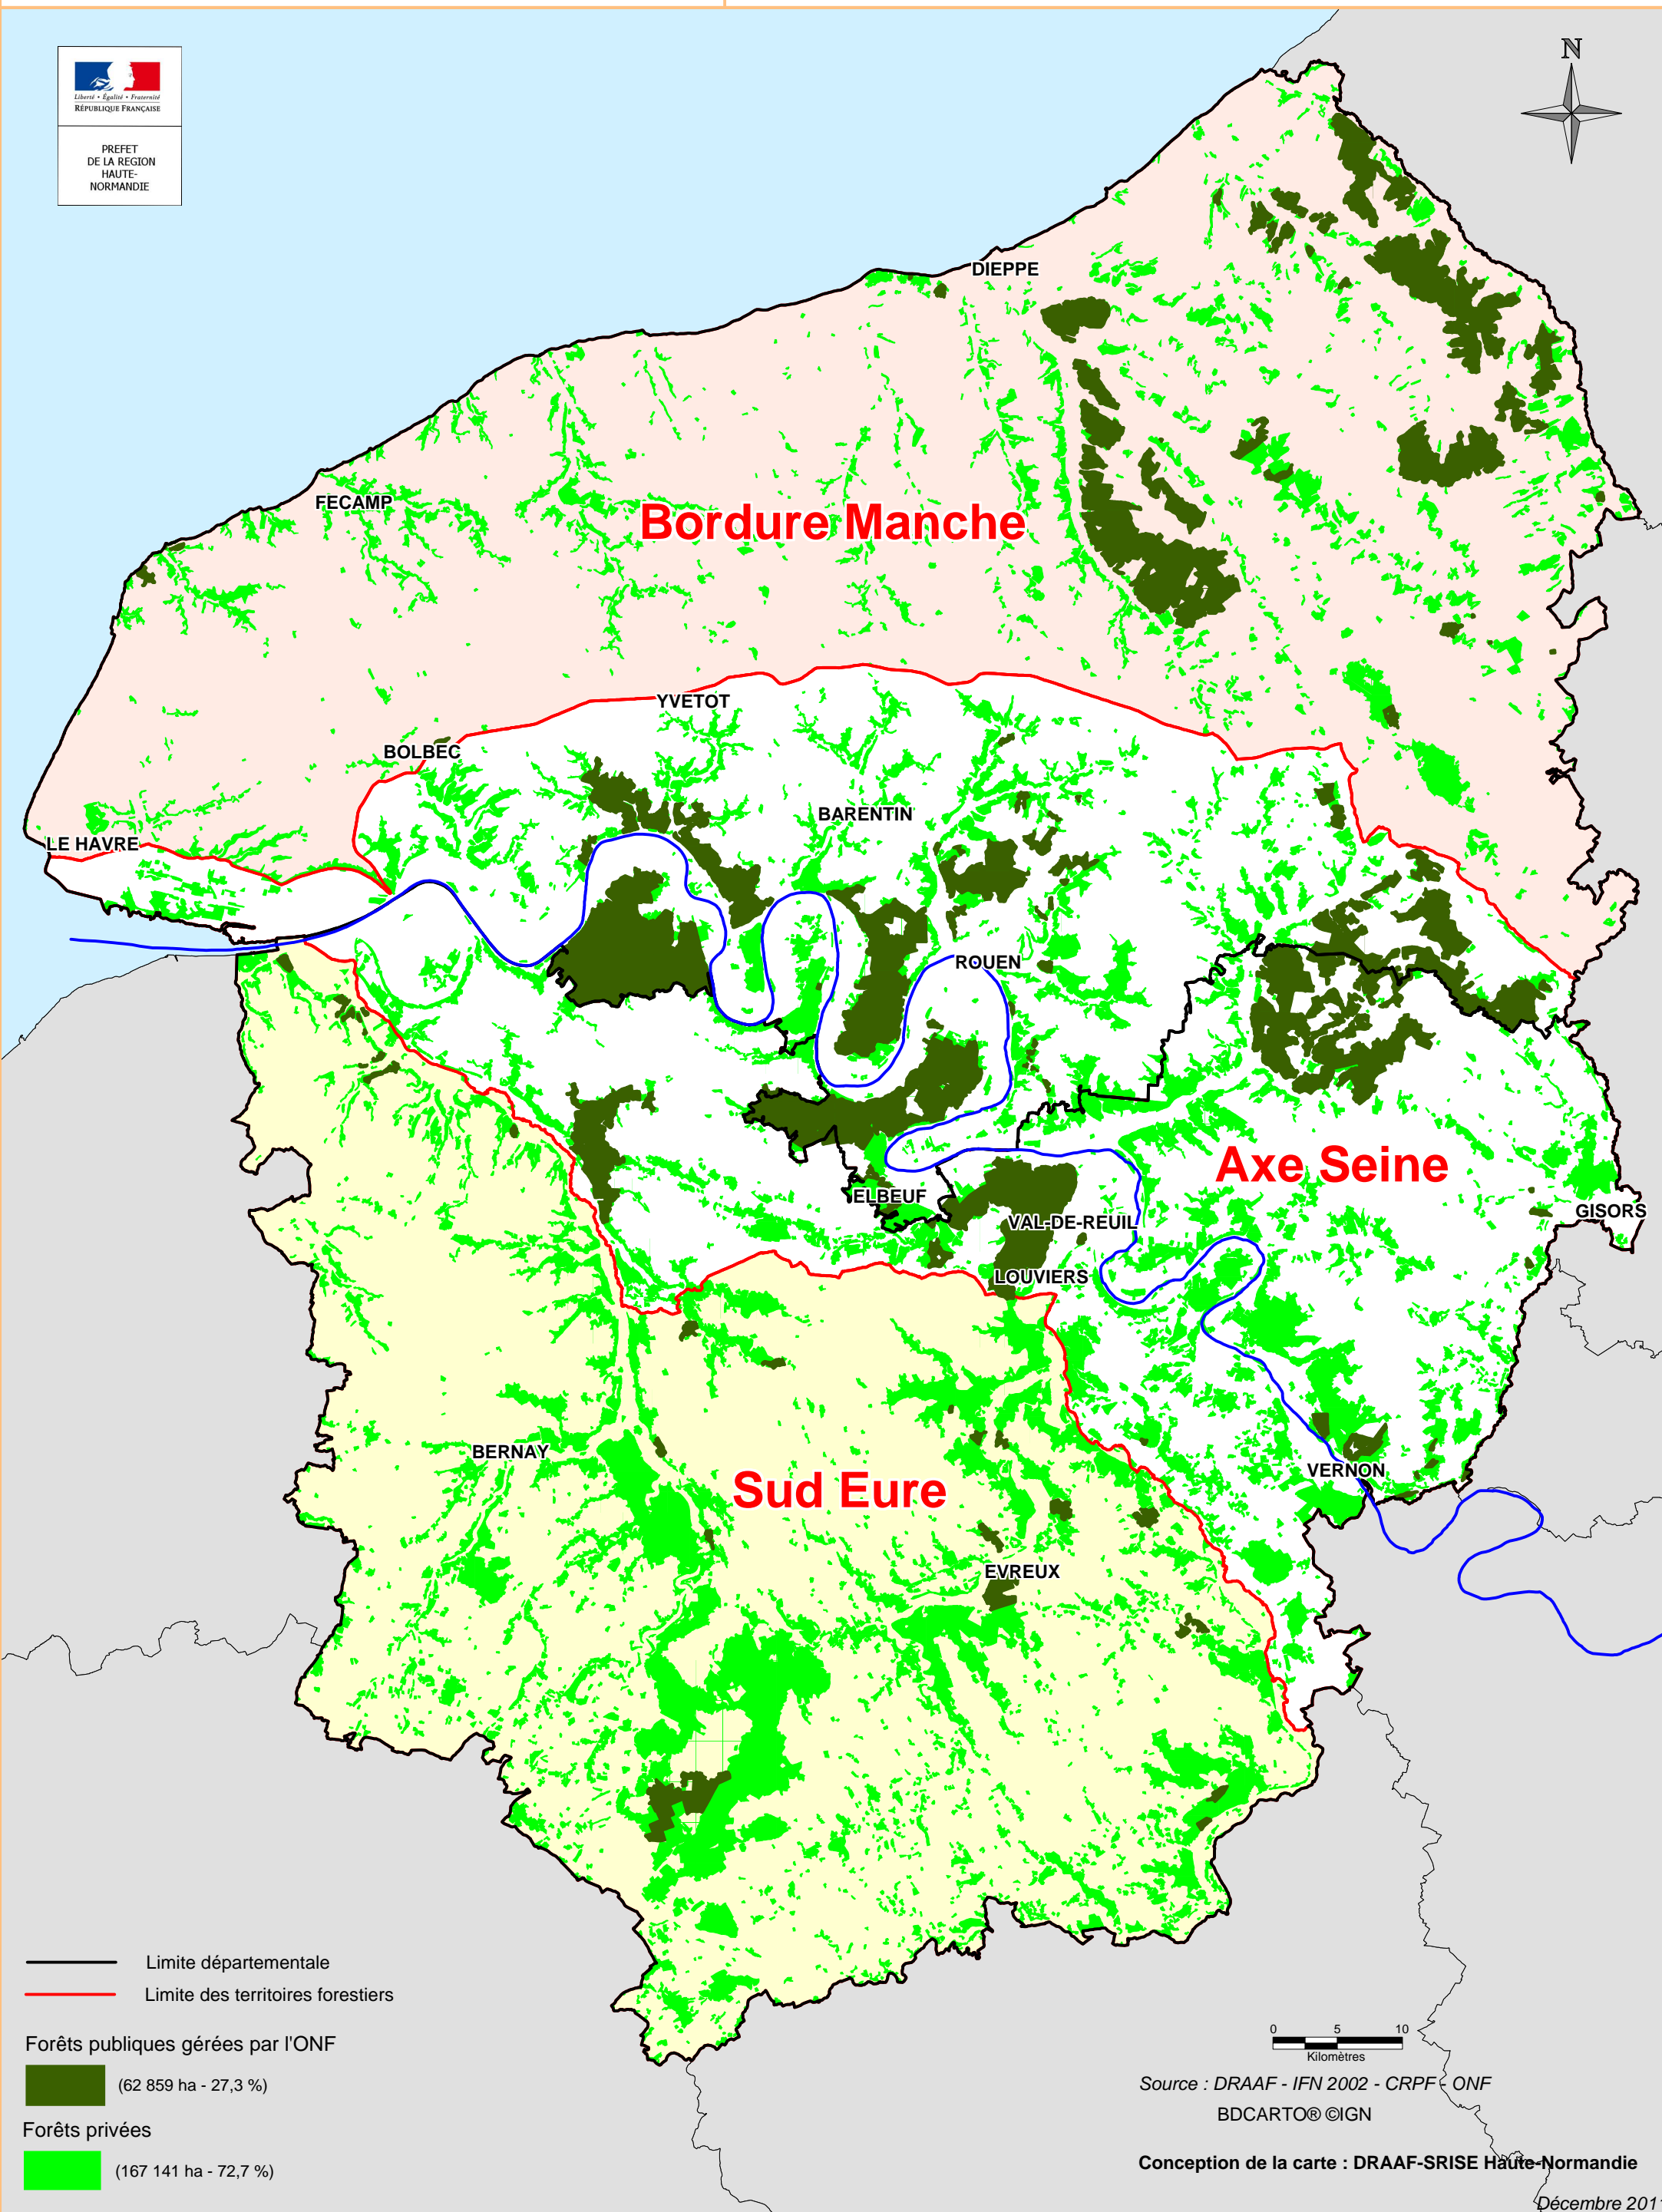 Liberté • Égalité • Fraternité
RÉPUBLIQUE FRANÇAISE
PREFET
DE LA REGION
HAUTE-
NORMANDIE
N
DIEPPE
FECAMP
Bordure Manche
YVETOT
BOLBEC
BARENTIN
LE HAVRE
ROUEN
Axe Seine
ELBEUF
GISORS
VAL-DE-REUIL
LOUVIERS
BERNAY
VERNON
Sud Eure
EVREUX
Limite départementale
Limite des territoires forestiers
Forêts publiques gérées par l'ONF
(62 859 ha - 27,3 %)
Forêts privées
(167 141 ha - 72,7 %)
0 5 10
Kilomètres
Source : DRAAF - IFN 2002 - CRPF - ONF
BDCARTO® ©IGN
Conception de la carte : DRAAF-SRISE Haute-Normandie
Décembre